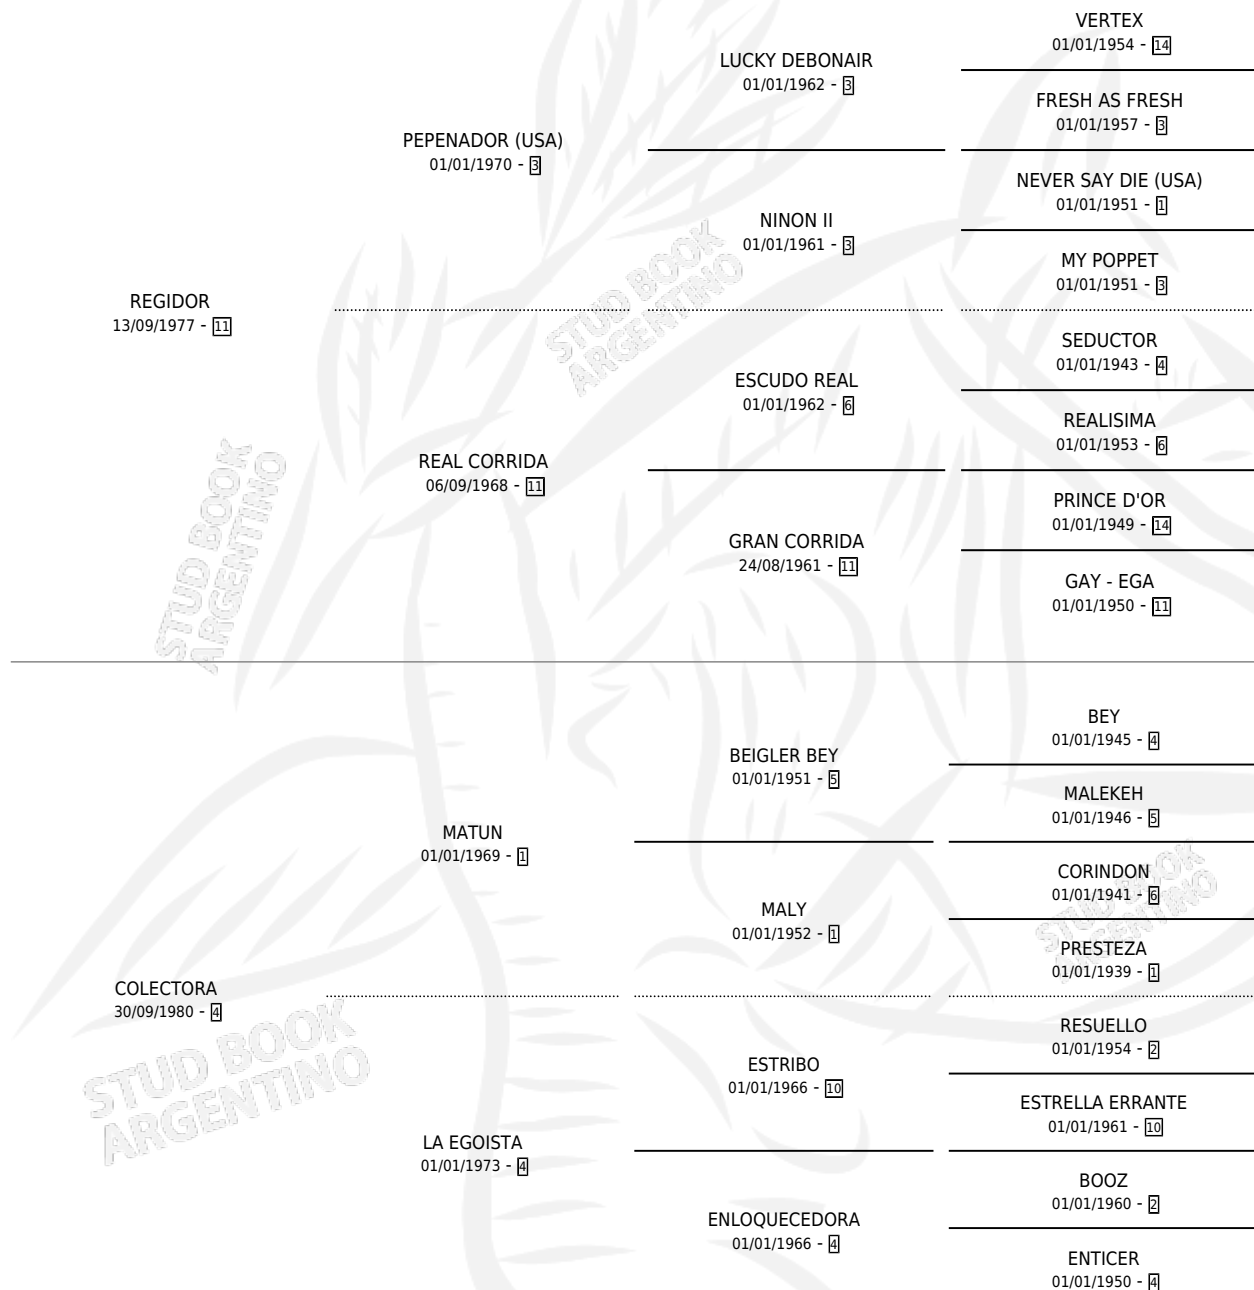 VERTEX
01/01/1954 - 14
LUCKY DEBONAIR
01/01/1962 - 3
FRESH AS FRESH
01/01/1957 - 3
PEPENADOR (USA)
01/01/1970 - 3
NEVER SAY DIE (USA)
01/01/1951 - 1
NINON II
01/01/1961 - 3
MY POPPET
01/01/1951 - 3
REGIDOR
13/09/1977 - 11
STUD BOOK
ARGENTINO
SEDUCTOR
01/01/1943 - 4
ESCUDO REAL
01/01/1962 - 6
REALISIMA
01/01/1953 - 6
REAL CORRIDA
06/09/1968 - 11
PRINCE D'OR
01/01/1949 - 14
GRAN CORRIDA
24/08/1961 - 11
GAY - EGA
01/01/1950 - 11
STUD BOOK
ARGENTINO
BEY
01/01/1945 - 4
BEIGLER BEY
01/01/1951 - 5
MALEKEH
01/01/1946 - 5
MATUN
01/01/1969 - 1
CORINDON
01/01/1941 - 6
MALY
01/01/1952 - 1
STUD BOOK
ARGENTINO
PRESTEZA
01/01/1939 - 1
COLECTORA
30/09/1980 - 4
STUD BOOK
ARGENTINO
RESUELLO
01/01/1954 - 2
ESTRIBO
01/01/1966 - 10
ESTRELLA ERRANTE
01/01/1961 - 10
LA EGOISTA
01/01/1973 - 4
BOOZ
01/01/1960 - 2
ENLOQUECEDORA
01/01/1966 - 4
ENTICER
01/01/1950 - 4